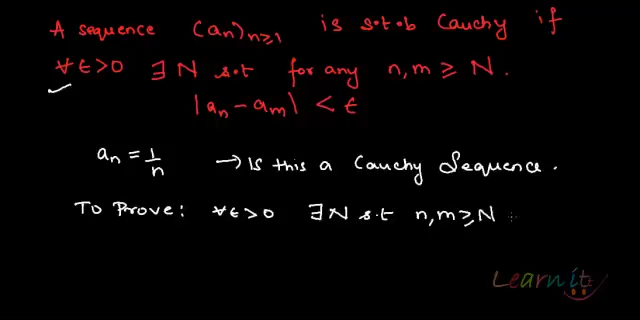 A sequence (an)n≥1 is s.t.b Cauchy if
∀ ε > 0 ∃ N s.t for any n, m ≥ N.
|an - am| < ε
an = 1/n → Is this a Cauchy Sequence.
To Prove: ∀ ε > 0 ∃ N s.t n, m ≥ N
Learnit